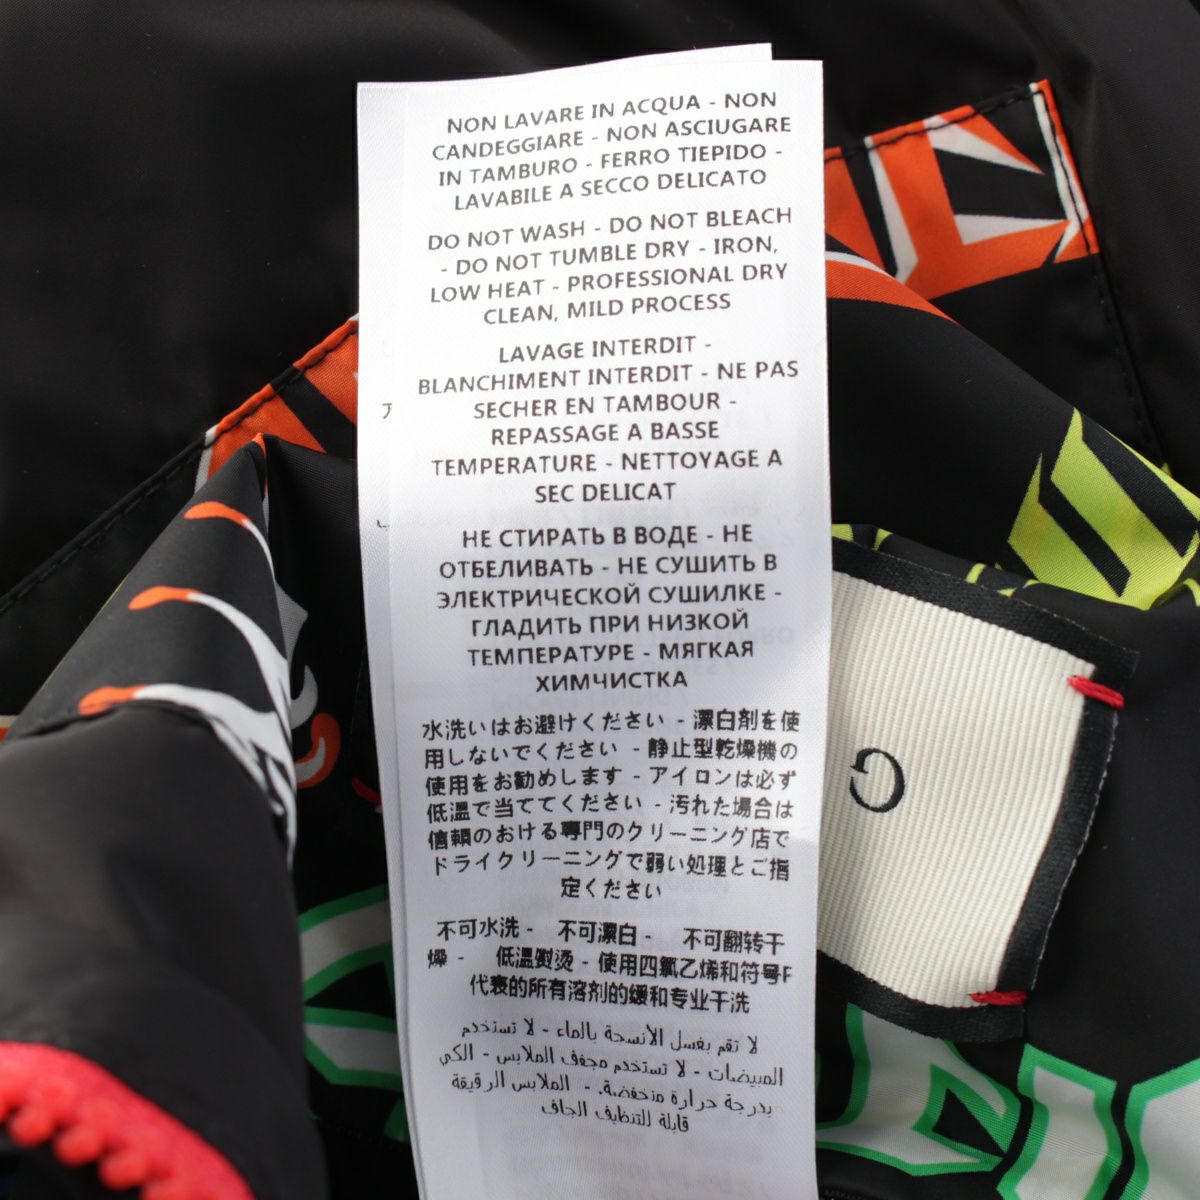 NON LAVARE IN ACQUA - NON
CANDEGGIARE - NON ASCIUGARE
IN TAMBURO - FERRO TIEPIDO -
LAVABILE A SECCO DELICATO
DO NOT WASH - DO NOT BLEACH
- DO NOT TUMBLE DRY - IRON,
LOW HEAT - PROFESSIONAL DRY
CLEAN, MILD PROCESS
LAVAGE INTERDIT -
BLANCHIMENT INTERDIT - NE PAS
SECHER EN TAMBOUR -
REPASSAGE A BASSE
TEMPERATURE - NETTOYAGE A
SEC DELICAT
НЕ СТИРАТЬ В ВОДЕ - НЕ
ОТБЕЛИВАТЬ - НЕ СУШИТЬ В
ЭЛЕКТРИЧЕСКОЙ СУШИЛКЕ -
ГЛАДИТЬ ПРИ НИЗКОЙ
ТЕМПЕРАТУРЕ - МЯГКАЯ
ХИМЧИСТКА
水洗いはお避けください - 漂白剤を使
用しないでください - 静止型乾燥機の
使用をお勧めします - アイロンは必ず
低温で当ててください - 汚れた場合は
信頼のおける専門のクリーニング店で
ドライクリーニングで弱い処理とご指
定ください
不可水洗 - 不可漂白 - 不可翻转干
燥 - 低温熨烫 - 使用四氯乙烯和符号F
代表的所有溶剂的缓和专业干洗
لا تقم بغسل الأنسجة بالماء - لا تستخدم
المبيضات - لا تستخدم مجفف الملابس - الكي
بدرجة حرارة منخفضة. - الملابس الرقيقة
قابلة للتنظيف الجاف
G